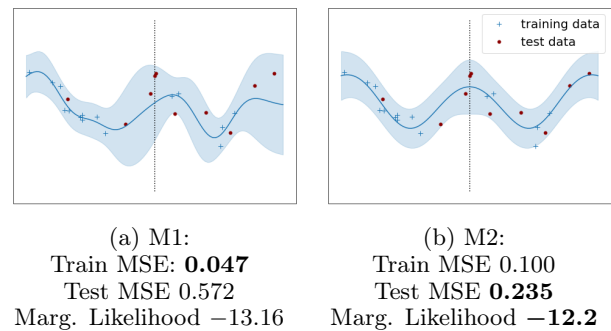 training data
test data
(a) M1:
Train MSE: 0.047
Test MSE 0.572
Marg. Likelihood −13.16
(b) M2:
Train MSE 0.100
Test MSE 0.235
Marg. Likelihood −12.2